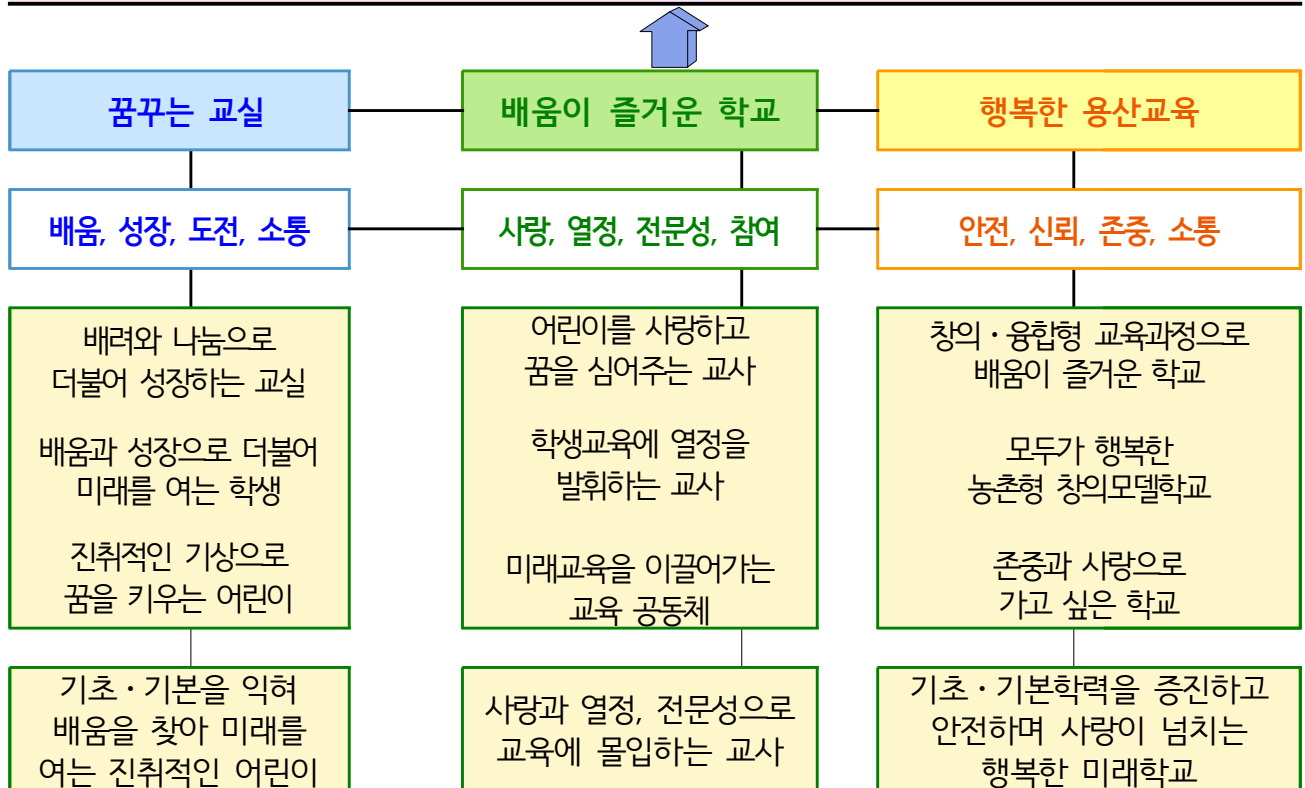 꿈꾸는 교실
배움이 즐거운 학교
행복한 용산교육
배움, 성장, 도전, 소통
사랑, 열정, 전문성, 참여
안전, 신뢰, 존중, 소통
배려와 나눔으로
더불어 성장하는 교실
배움과 성장으로 더불어
미래를 여는 학생
진취적인 기상으로
꿈을 키우는 어린이
어린이를 사랑하고
꿈을 심어주는 교사
학생교육에 열정을
발휘하는 교사
미래교육을 이끌어가는
교육 공동체
창의・융합형 교육과정으로
배움이 즐거운 학교
모두가 행복한
농촌형 창의모델학교
존중과 사랑으로
가고 싶은 학교
기초・기본을 익혀
배움을 찾아 미래를
여는 진취적인 어린이
사랑과 열정, 전문성으로
교육에 몰입하는 교사
기초・기본학력을 증진하고
안전하며 사랑이 넘치는
행복한 미래학교